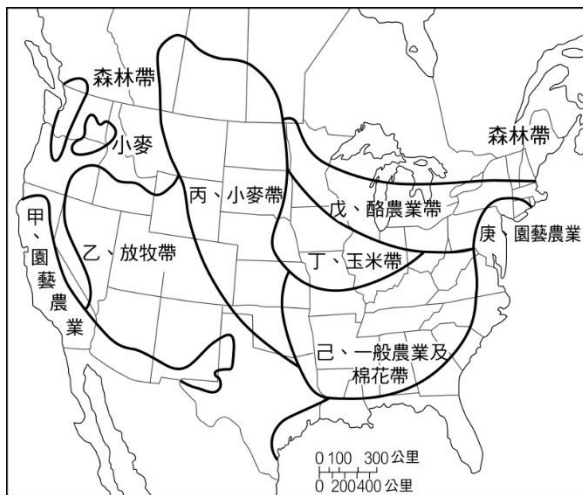 森林帶
小麥
森林帶
甲、園藝農業
乙、放牧帶
丙、小麥帶
戊、酪農業帶
庚、園藝農業
丁、玉米帶
己、一般農業及
棉花帶
0 100 300 公里
0 200 400 公里